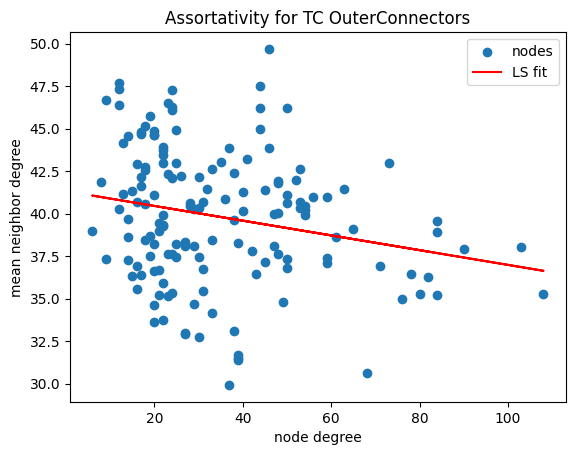 Assortativity for TC OuterConnectors
nodes
LS fit
mean neighbor degree
50.0
47.5
45.0
42.5
40.0
37.5
35.0
32.5
30.0
20 40 60 80 100
node degree